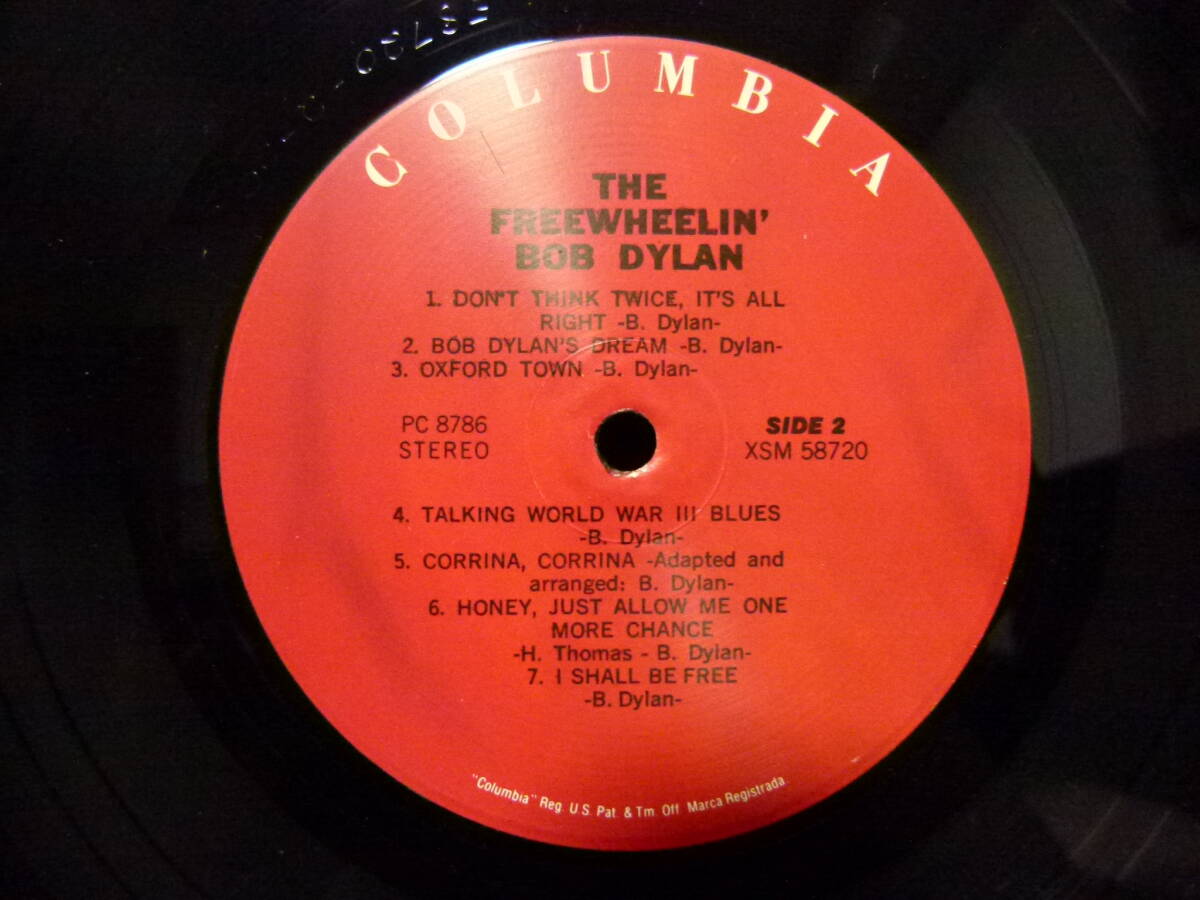 COLUMBIA
THE
FREEWHEELIN'
BOB DYLAN
1. DON'T THINK TWICE, IT'S ALL
RIGHT -B. Dylan-
2. BOB DYLAN'S DREAM -B. Dylan-
3. OXFORD TOWN -B. Dylan-
PC 8786
STEREO
SIDE 2
XSM 58720
4. TALKING WORLD WAR III BLUES
-B. Dylan-
5. CORRINA, CORRINA -Adapted and
arranged: B. Dylan-
6. HONEY, JUST ALLOW ME ONE
MORE CHANCE
-H. Thomas - B. Dylan-
7. I SHALL BE FREE
-B. Dylan-
"Columbia" Reg. U.S. Pat. & Tm. Off. Marca Registrada.